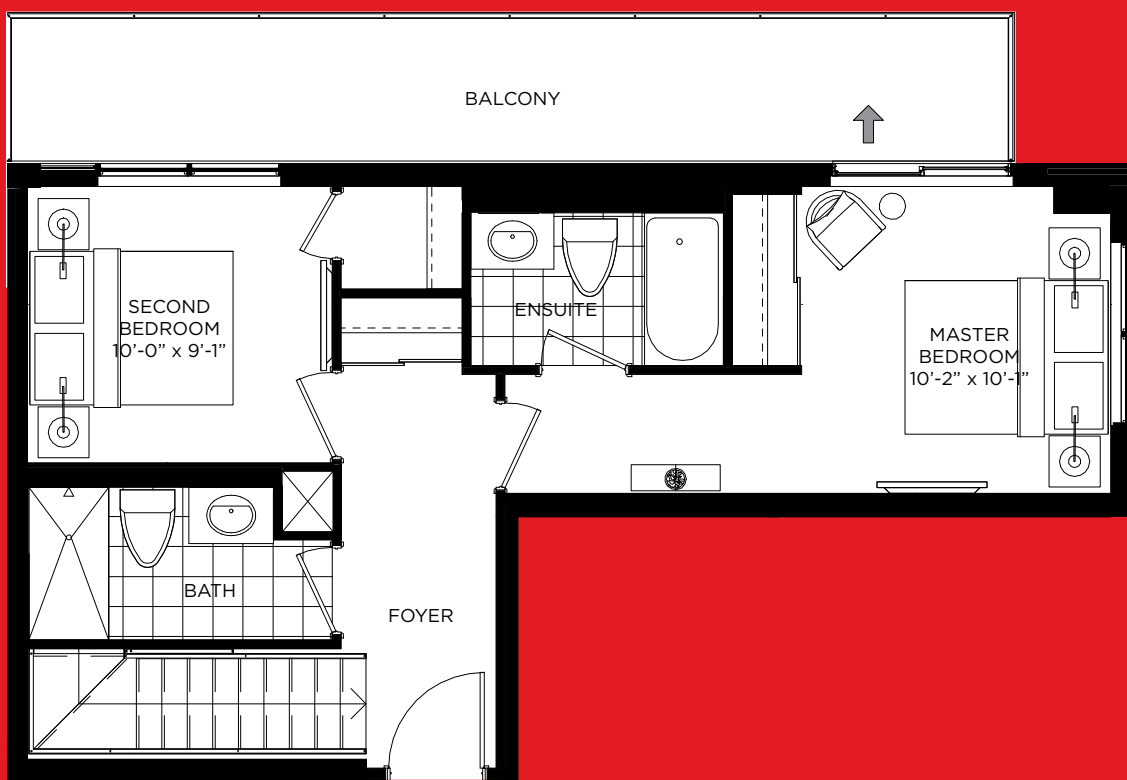 BALCONY
SECOND
BEDROOM
10’-0” x 9’-1”
ENSUITE
MASTER
BEDROOM
10’-2” x 10’-1”
BATH
FOYER